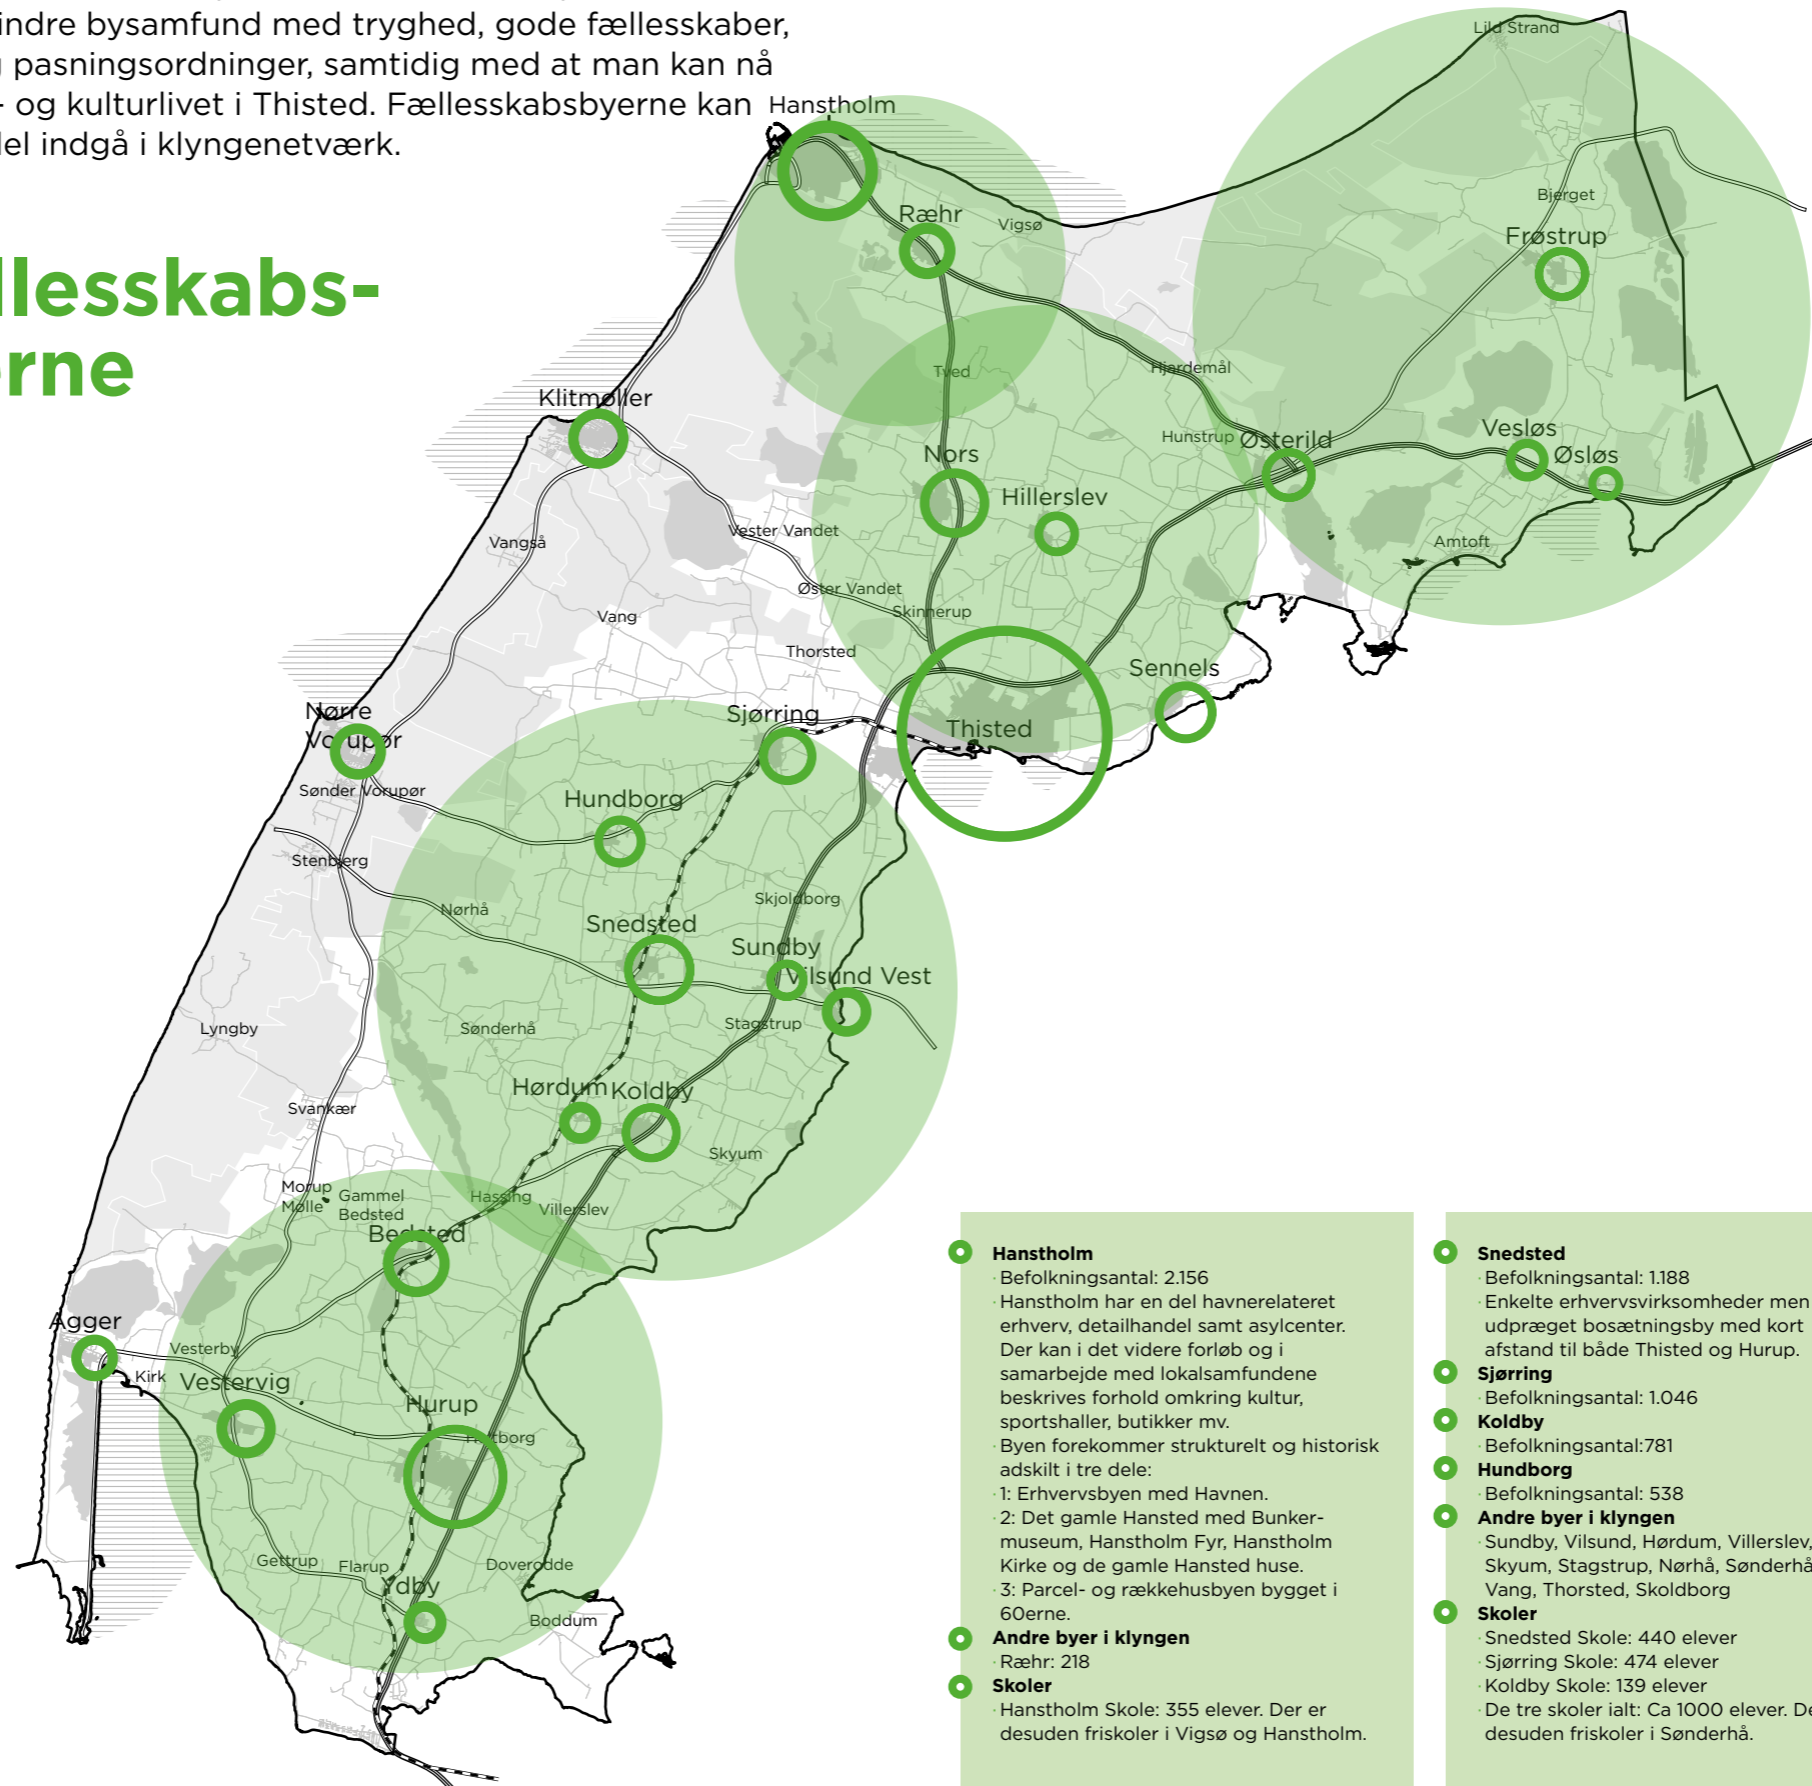 indre bysamfund med tryghed, gode fællesskaber,
pasningsordninger, samtidig med at man kan nå
- og kulturlivet i Thisted. Fællesskabsbyerne kan
del indgå i klyngenetværk.
llesskabs-
erne
Lild Strand
Hanstholm
Bjerget
Ræhr
Vigsø
Frøstrup
Tved
Hjardemål
Klitmøller
Vesløs
Hunstrup
Østerild
Nors
Øsløs
Hillerslev
Vester Vandet
Vangså
Amtoft
Øster Vandet
Skinnerup
Vang
Thorsted
Sennels
Nørre
Vorupør
Sjørring
Thisted
Sønder Vorupør
Hundborg
Stenbjerg
Skjoldborg
Nørhå
Snedsted
Sundby
Vilsund Vest
Lyngby
Sønderhå
Stagstrup
Hørdum
Koldby
Svankær
Skyum
Morup
Mølle
Gammel
Bedsted
Hassing
Villerslev
Bedsted
Agger
Vesterby
Kirk
Vestervig
Hurup
Gettrup
Flarup
Doverodde
Ydby
Boddum
Hanstholm
· Befolkningsantal: 2.156
· Hanstholm har en del havnerelateret
erhverv, detailhandel samt asylcenter.
Der kan i det videre forløb og i
samarbejde med lokalsamfundene
beskrives forhold omkring kultur,
sportshaller, butikker mv.
· Byen forekommer strukturelt og historisk
adskilt i tre dele:
· 1: Erhvervsbyen med Havnen.
· 2: Det gamle Hansted med Bunker-
museum, Hanstholm Fyr, Hanstholm
Kirke og de gamle Hansted huse.
· 3: Parcel- og rækkehusbyen bygget i
60erne.
Andre byer i klyngen
· Ræhr: 218
Skoler
· Hanstholm Skole: 355 elever. Der er
desuden friskoler i Vigsø og Hanstholm.
Snedsted
· Befolkningsantal: 1.188
· Enkelte erhvervsvirksomheder men
udpræget bosætningsby med kort
afstand til både Thisted og Hurup.
Sjørring
· Befolkningsantal: 1.046
Koldby
· Befolkningsantal:781
Hundborg
· Befolkningsantal: 538
Andre byer i klyngen
· Sundby, Vilsund, Hørdum, Villerslev,
Skyum, Stagstrup, Nørhå, Sønderhå
Vang, Thorsted, Skoldborg
Skoler
· Snedsted Skole: 440 elever
· Sjørring Skole: 474 elever
· Koldby Skole: 139 elever
· De tre skoler ialt: Ca 1000 elever. De
desuden friskoler i Sønderhå.